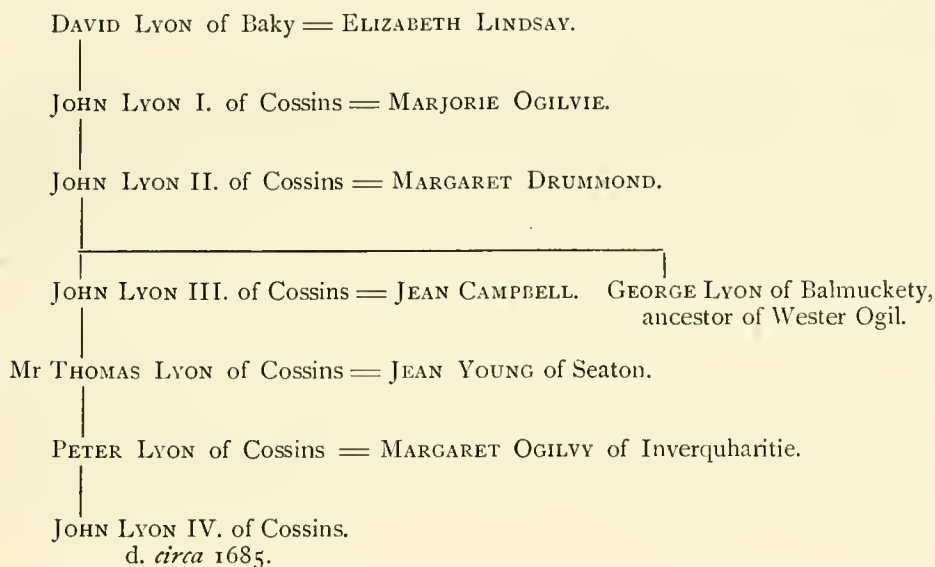 DAVID LYON of Baky = ELIZABETH LINDSAY.
JOHN LYON I. of Cossins = MARJORIE OGILVIE.
JOHN LYON II. of Cossins = MARGARET DRUMMOND.
JOHN LYON III. of Cossins = JEAN CAMPBELL. GEORGE LYON of Balmuckety,
ancestor of Wester Ogil.
Mr THOMAS LYON of Cossins = JEAN YOUNG of Seaton.
PETER LYON of Cossins = MARGARET OGILVY of Inverquharitie.
JOHN LYON IV. of Cossins.
d. circa 1685.